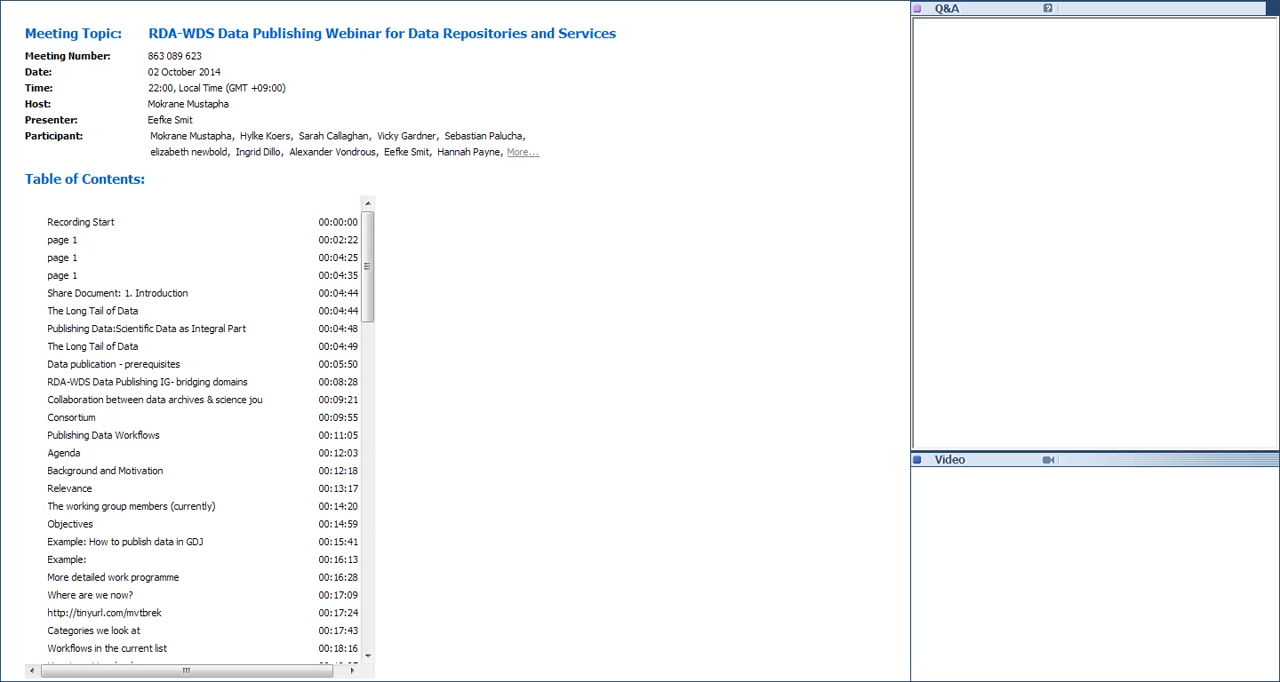 Meeting Topic: RDA-WDS Data Publishing Webinar for Data Repositories and Services
Meeting Number: 863 089 623
Date: 02 October 2014
Time: 22:00, Local Time (GMT +09:00)
Host: Mokrane Mustapha
Presenter: Eefke Smit
Participant: Mokrane Mustapha, Hylke Koers, Sarah Callaghan, Vicky Gardner, Sebastian Palucha,
elizabeth newbold, Ingrid Dillo, Alexander Vondrous, Eefke Smit, Hannah Payne, More...
Table of Contents:
Recording Start 00:00:00
page 1 00:02:22
page 1 00:04:25
page 1 00:04:35
Share Document: 1. Introduction 00:04:44
The Long Tail of Data 00:04:44
Publishing Data:Scientific Data as Integral Part 00:04:48
The Long Tail of Data 00:04:49
Data publication - prerequisites 00:05:50
RDA-WDS Data Publishing IG- bridging domains 00:08:28
Collaboration between data archives & science jou 00:09:21
Consortium 00:09:55
Publishing Data Workflows 00:11:05
Agenda 00:12:03
Background and Motivation 00:12:18
Relevance 00:13:17
The working group members (currently) 00:14:20
Objectives 00:14:59
Example: How to publish data in GDJ 00:15:41
Example: 00:16:13
More detailed work programme 00:16:28
Where are we now? 00:17:09
http://tinyurl.com/mvtbrek 00:17:24
Categories we look at 00:17:43
Workflows in the current list 00:18:16
Q&A
Video